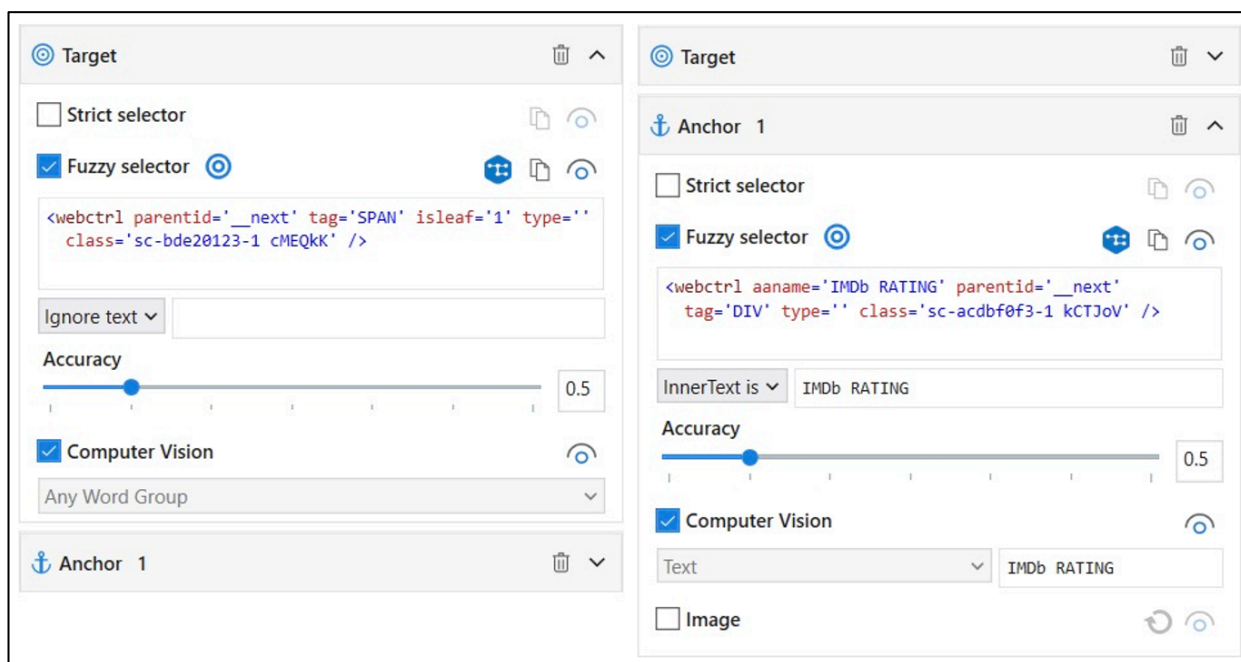 Target
Strict selector
Fuzzy selector
<webctrl parentid='__next' tag='SPAN' isleaf='1' type=''
class='sc-bde20123-1 cMEQkK' />
Ignore text
Accuracy
0.5
Computer Vision
Any Word Group
Anchor 1
Target
Anchor 1
Strict selector
Fuzzy selector
<webctrl aaname='IMDb RATING' parentid='__next'
tag='DIV' type='' class='sc-acdbf0f3-1 kCTJoV' />
InnerText is IMDb RATING
Accuracy
0.5
Computer Vision
Text IMDb RATING
Image